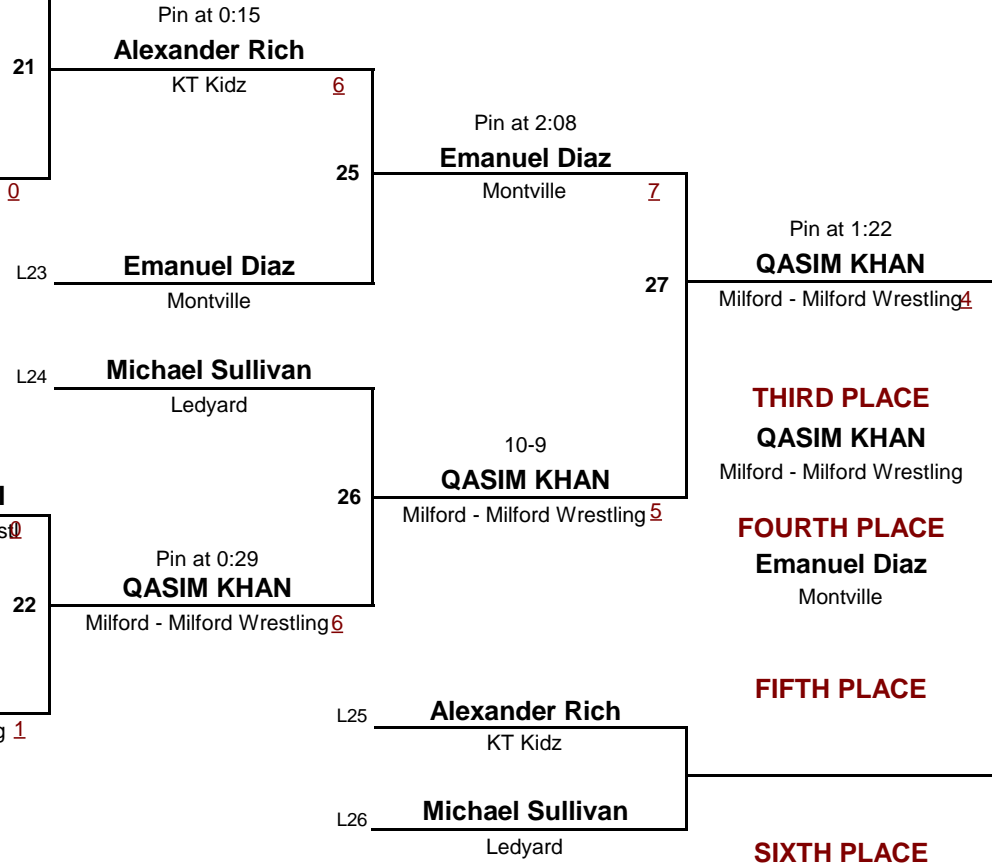 Pin at 0:15
21
Alexander Rich
KT Kidz
6
0
Pin at 2:08
25
Emanuel Diaz
Montville
7
L23
Emanuel Diaz
Montville
Pin at 1:22
27
QASIM KHAN
Milford - Milford Wrestling 4
L24
Michael Sullivan
Ledyard
THIRD PLACE
QASIM KHAN
Milford - Milford Wrestling
10-9
26
QASIM KHAN
Milford - Milford Wrestling 5
FOURTH PLACE
Emanuel Diaz
Montville
Pin at 0:29
22
QASIM KHAN
Milford - Milford Wrestling 6
g 1
FIFTH PLACE
L25
Alexander Rich
KT Kidz
L26
Michael Sullivan
Ledyard
SIXTH PLACE